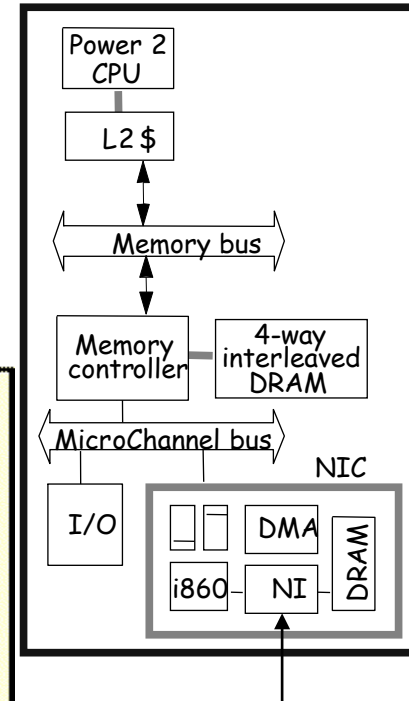 Power 2
CPU
L2 $
Memory bus
Memory
controller
4-way
interleaved
DRAM
MicroChannel bus
NIC
I/O
DMA
DRAM
i860
NI